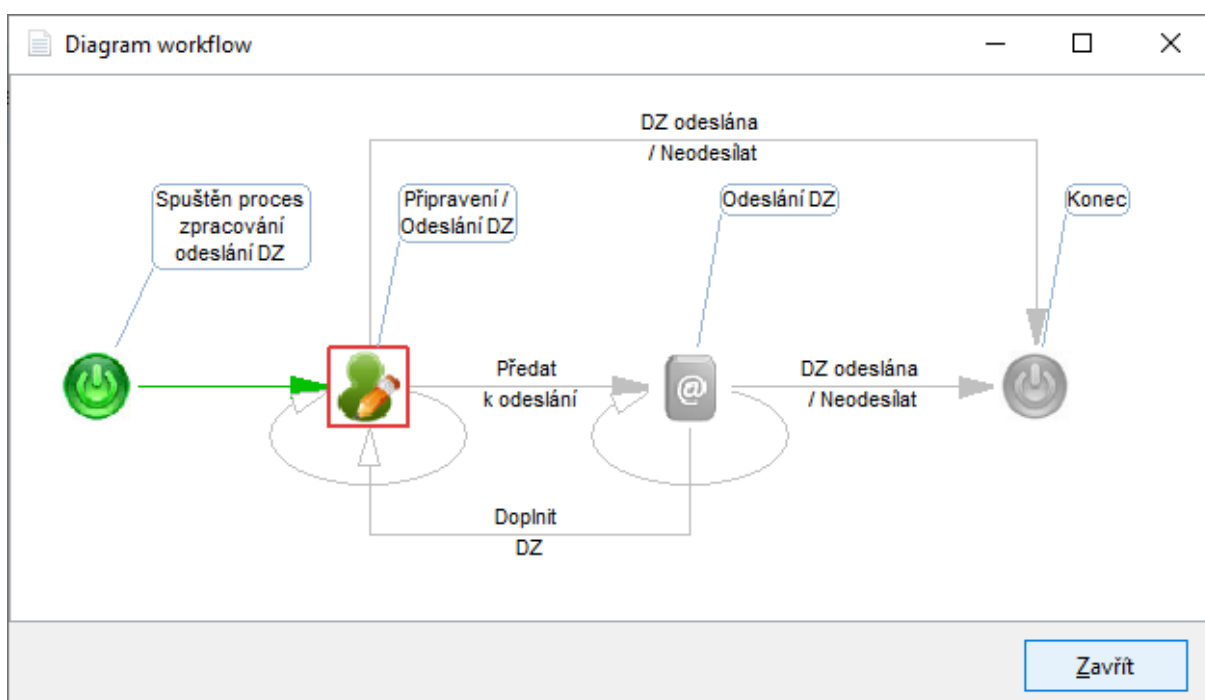 Diagram workflow
DZ odeslána
/ Neodesílat
Spuštěn proces
zpracování
odeslání DZ
Připravení /
Odeslání DZ
Odeslání DZ
Konec
Předat
k odeslání
@
DZ odeslána
/ Neodesílat
Doplnit
DZ
Zavřít